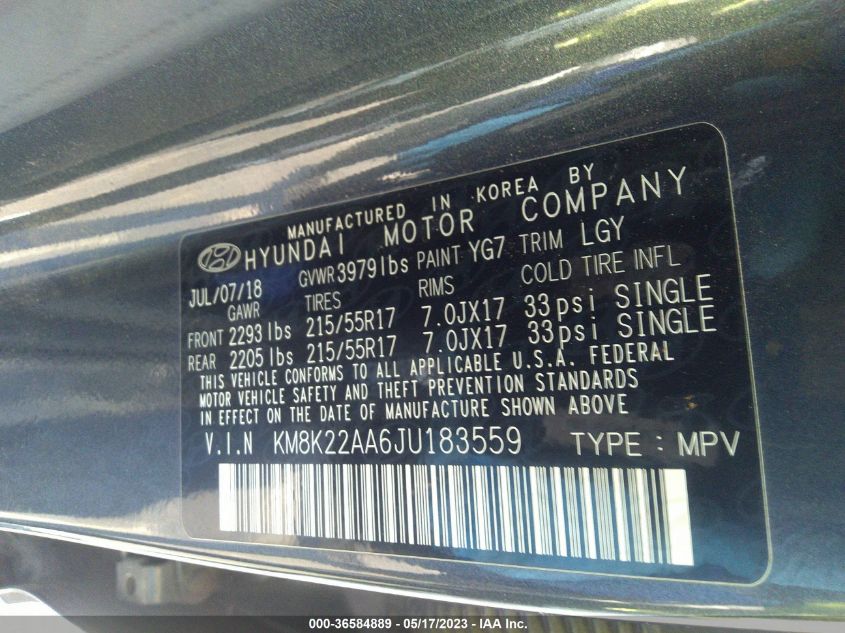 MANUFACTURED IN KOREA BY
HYUNDAI MOTOR COMPANY
JUL/07/18 GVWR 3979 lbs PAINT YG7 TRIM LGY
GAWR TIRES RIMS COLD TIRE INFL
FRONT 2293 lbs 215/55R17 7.0JX17 33psi SINGLE
REAR 2205 lbs 215/55R17 7.0JX17 33psi SINGLE
THIS VEHICLE CONFORMS TO ALL APPLICABLE U.S.A. FEDERAL
MOTOR VEHICLE SAFETY AND THEFT PREVENTION STANDARDS
IN EFFECT ON THE DATE OF MANUFACTURE SHOWN ABOVE
V.I.N KM8K22AA6JU183559 TYPE : MPV
000-36584889 - 05/17/2023 - IAA Inc.